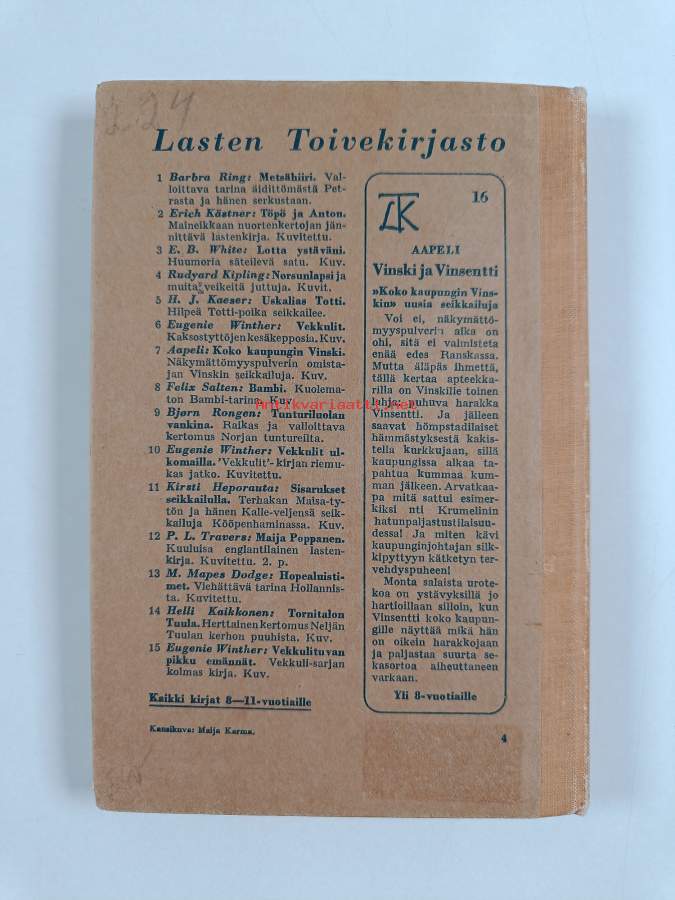 2.24
Lasten Toivekirjasto
1 Barbra Ring: Metsähiiri. Val-
loittava tarina äidittömästä Pet-
rasta ja hänen serkustaan.
2 Erich Kästner: Töpö ja Anton.
Maineikkaan nuortenkertojan jän-
nittävä lastenkirja. Kuvitettu.
3 E. B. White: Lotta ystäväni.
Huumoria säteilevä satu. Kuv.
4 Rudyard Kipling: Norsunlapsi ja
muita veikeitä juttuja. Kuvit.
5 H. J. Kaeser: Uskalias Totti.
Hilpeä Totti-poika seikkailee.
6 Eugenie Winther: Vekkulit.
Kaksostyttöjen kesäkepposia. Kuv.
7 Aapeli: Koko kaupungin Vinski.
Näkymättömyyspulverin omista-
jan Vinskin seikkailuja. Kuv.
8 Felix Salten: Bambi. Kuolema-
ton Bambi-tarina. Kuv.
9 Bjørn Rongen: Tunturiluolan
vankina. Raikas ja valloittava
kertomus Norjan tuntureilta.
10 Eugenie Winther: Vekkulit ul-
komailla. 'Vekkulit'-kirjan riemu-
kas jatko. Kuvitettu.
11 Kirsti Heporauta: Sisarukset
seikkailulla. Terhakan Maisa-ty-
tön ja hänen Kalle-veljensä seik-
kailuja Kööpenhaminassa. Kuv.
12 P. L. Travers: Maija Poppanen.
Kuuluisa englantilainen lasten-
kirja. Kuvitettu. 2. p.
13 M. Mapes Dodge: Hopealuisti-
met. Viehättävä tarina Hollannis-
ta. Kuvitettu.
14 Helli Kaikkonen: Tornitalon
Tuula. Herttainen kertomus Neljän
Tuulan kerhon puuhista. Kuv.
15 Eugenie Winther: Vekkulituvan
pikku emännät. Vekkuli-sarjan
kolmas kirja. Kuv.
Kaikki kirjat 8—11-vuotiaille
Kansikuva: Maija Karma.
LTK
16
AAPELI
Vinski ja Vinsentti
»Koko kaupungin Vins-
kin» uusia seikkailuja
Voi ei, näkymättö-
myyspulverin aika on
ohi, sitä ei valmisteta
enää edes Ranskassa.
Mutta äläpäs ihmettä,
tällä kertaa apteekka-
rilla on Vinskille toinen
lahja: puhuva harakka
Vinsentti. Ja jälleen
saavat hömpstadilaiset
hämmästyksestä kakis-
tella kurkkujaan, sillä
kaupungissa alkaa ta-
pahtua kummaa kum-
man jälkeen. Arvatkaa-
pa mitä sattui esimer-
kiksi nti Krumelinin
hatunpaljastustilaisuu-
dessa! Ja miten kävi
kaupunginjohtajan silk-
kipyttyyn kätketyn ter-
vehdyspuheen!
Monta salaista urote-
koa on ystävyksillä jo
hartioillaan silloin, kun
Vinsentti koko kaupun-
gille näyttää mikä hän
on oikein harakkojaan
ja paljastaa suurta se-
kasortoa aiheuttaneen
varkaan.
Yli 8-vuotiaille
4
Antikvariaatti.net